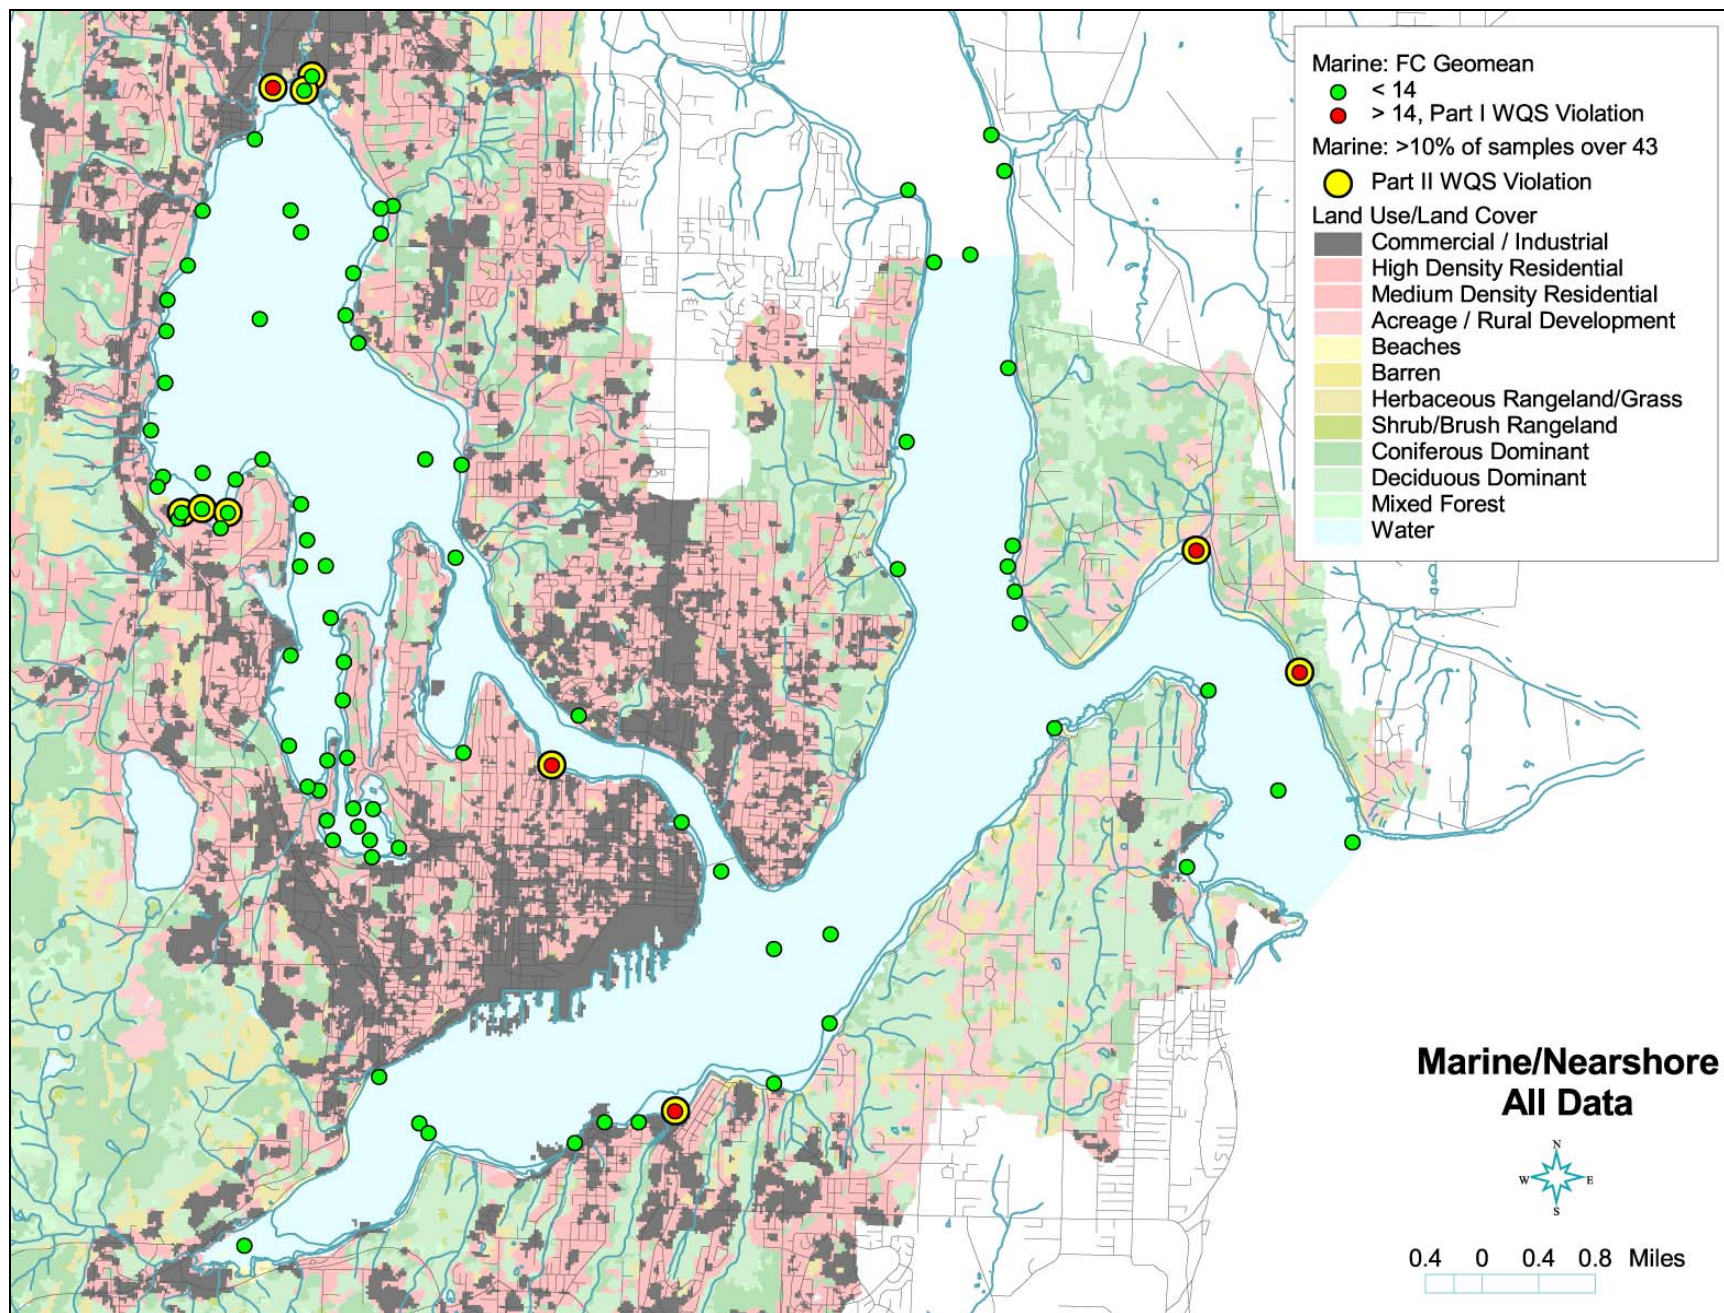 Marine: FC Geomean
< 14
> 14, Part I WQS Violation
Marine: >10% of samples over 43
Part II WQS Violation
Land Use/Land Cover
Commercial / Industrial
High Density Residential
Medium Density Residential
Acreage / Rural Development
Beaches
Barren
Herbaceous Rangeland/Grass
Shrub/Brush Rangeland
Coniferous Dominant
Deciduous Dominant
Mixed Forest
Water
Marine/Nearshore
All Data
N
W E
S
0.4 0 0.4 0.8 Miles